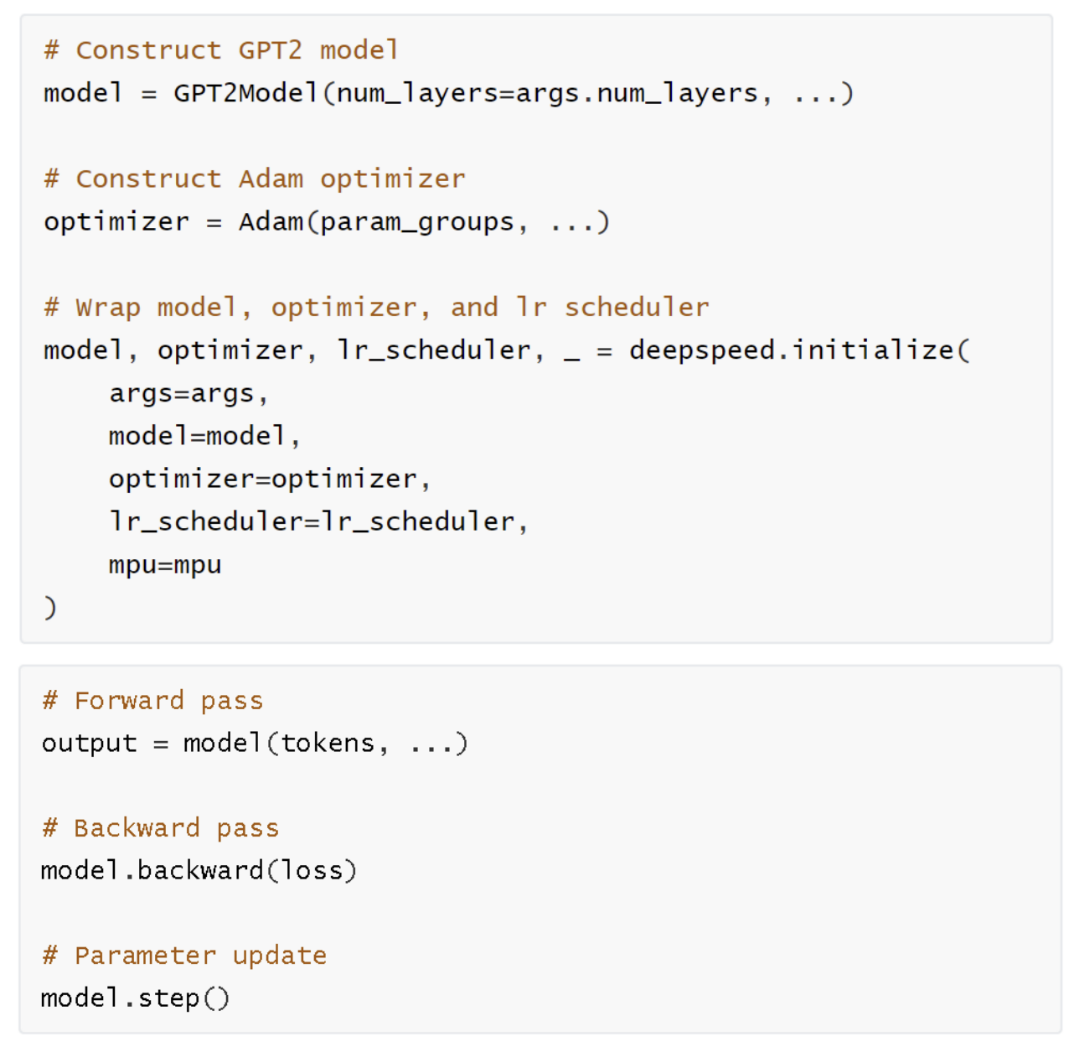 # Construct GPT2 model
model = GPT2Model(num_layers=args.num_layers, ...)
# Construct Adam optimizer
optimizer = Adam(param_groups, ...)
# Wrap model, optimizer, and lr scheduler
model, optimizer, lr_scheduler, _ = deepspeed.initialize(
    args=args,
    model=model,
    optimizer=optimizer,
    lr_scheduler=lr_scheduler,
    mpu=mpu
)
# Forward pass
output = model(tokens, ...)
# Backward pass
model.backward(loss)
# Parameter update
model.step()